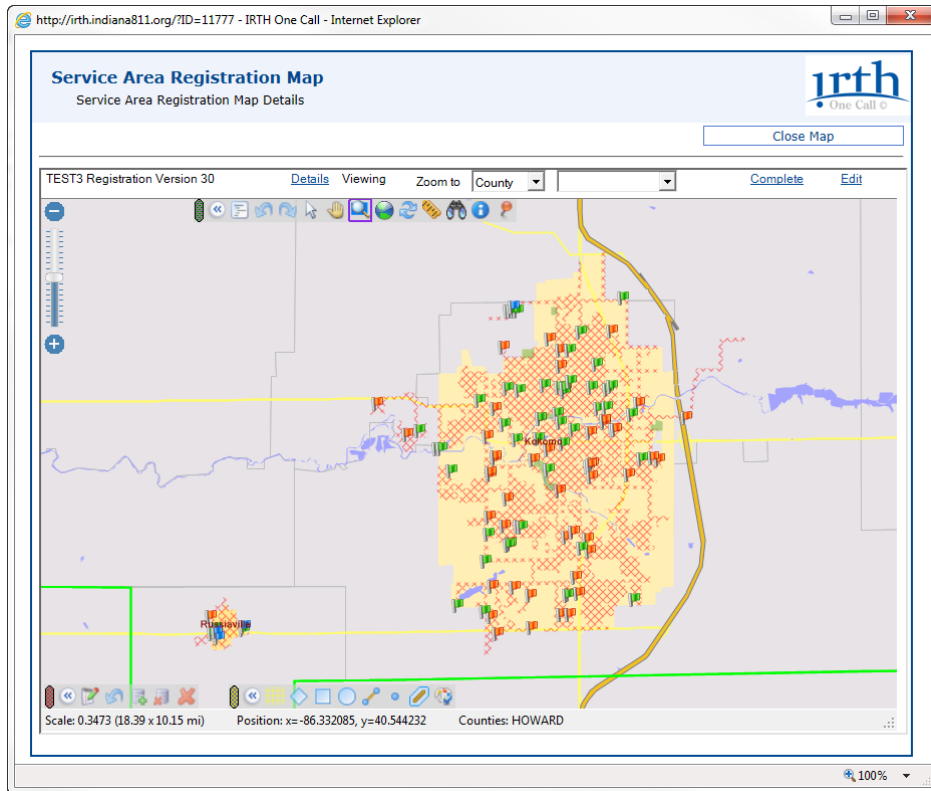 http://irth.indiana811.org/?ID=11777 - IRTH One Call - Internet Explorer
Service Area Registration Map
Service Area Registration Map Details
irth
One Call ©
Close Map
TEST3 Registration Version 30 Details Viewing Zoom to County Complete Edit
Kokomo
Russiaville
Scale: 0.3473 (18.39 x 10.15 mi) Position: x=-86.332085, y=40.544232 Counties: HOWARD
100%